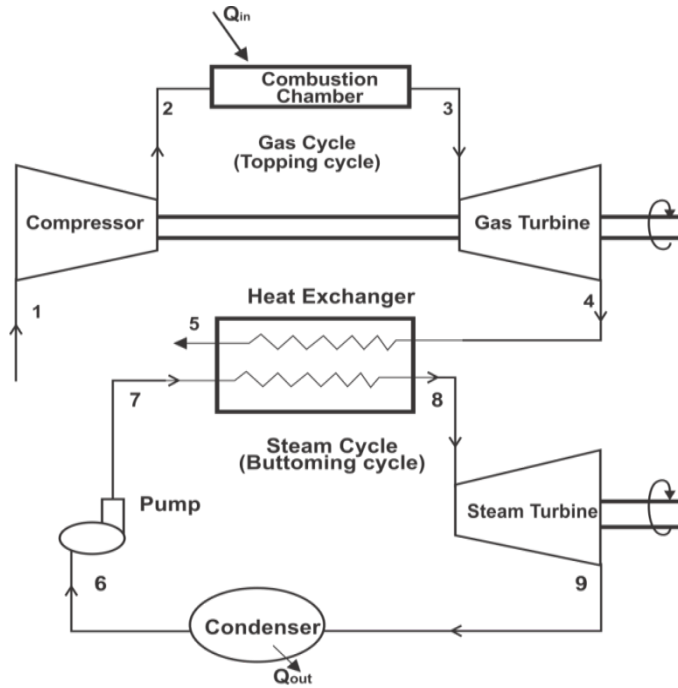 Qin
Combustion
Chamber
2
3
Gas Cycle
(Topping cycle)
Compressor
Gas Turbine
1
Heat Exchanger
4
5
7
8
Steam Cycle
(Buttoming cycle)
Pump
Steam Turbine
6
9
Condenser
Qout